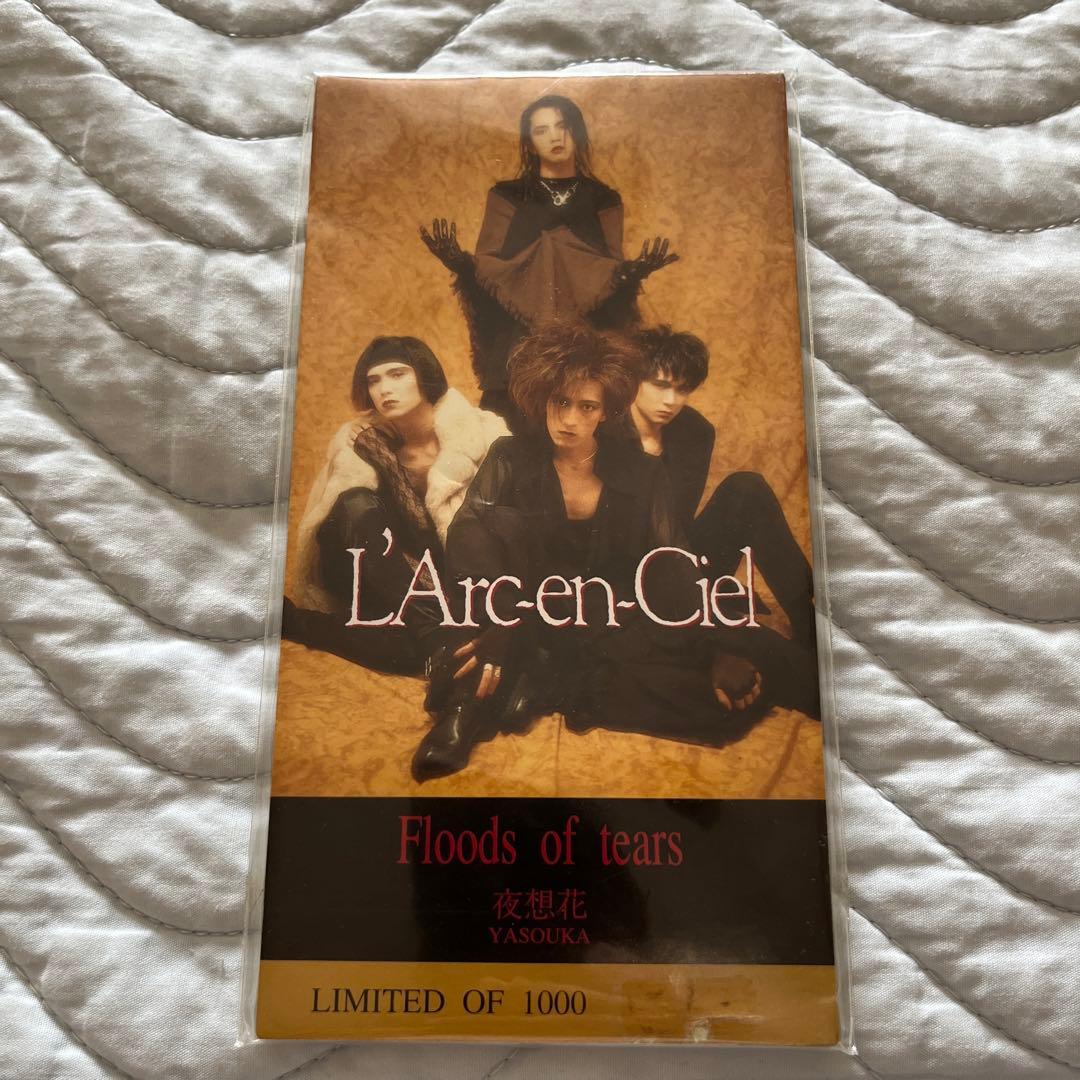 L'Arc-en-Ciel
Floods of tears
夜想花
YASOUKA
LIMITED OF 1000